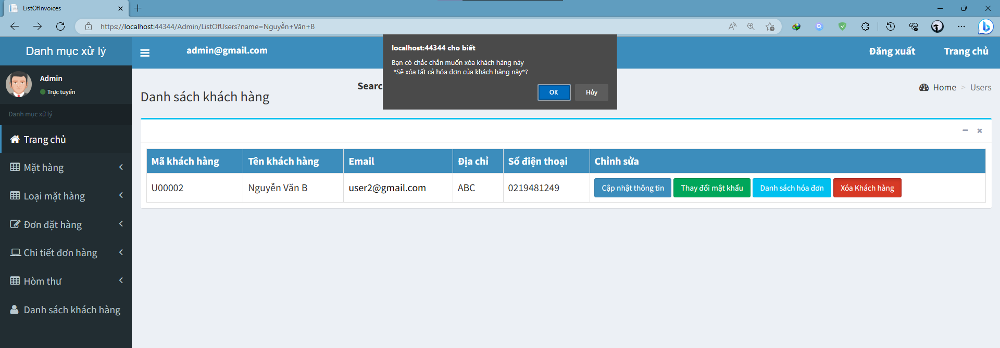 ListOfInvoices
https://localhost:44344/Admin/ListOfUsers?name=Nguyễn+Văn+B
Danh mục xử lý
admin@gmail.com
Đăng xuất
Trang chủ
localhost:44344 cho biết
Bạn có chắc chắn muốn xóa khách hàng này
*Sẽ xóa tất cả hóa đơn của khách hàng này*?
OK
Hủy
Admin
Trực tuyến
Danh mục xử lý
Trang chủ
Mặt hàng
Loại mặt hàng
Đơn đặt hàng
Chi tiết đơn hàng
Hòm thư
Danh sách khách hàng
Danh sách khách hàng
Searc
Home > Users
Mã khách hàng Tên khách hàng Email Địa chỉ Số điện thoại Chỉnh sửa
U00002 Nguyễn Văn B user2@gmail.com ABC 0219481249 Cập nhật thông tin Thay đổi mật khẩu Danh sách hóa đơn Xóa Khách hàng